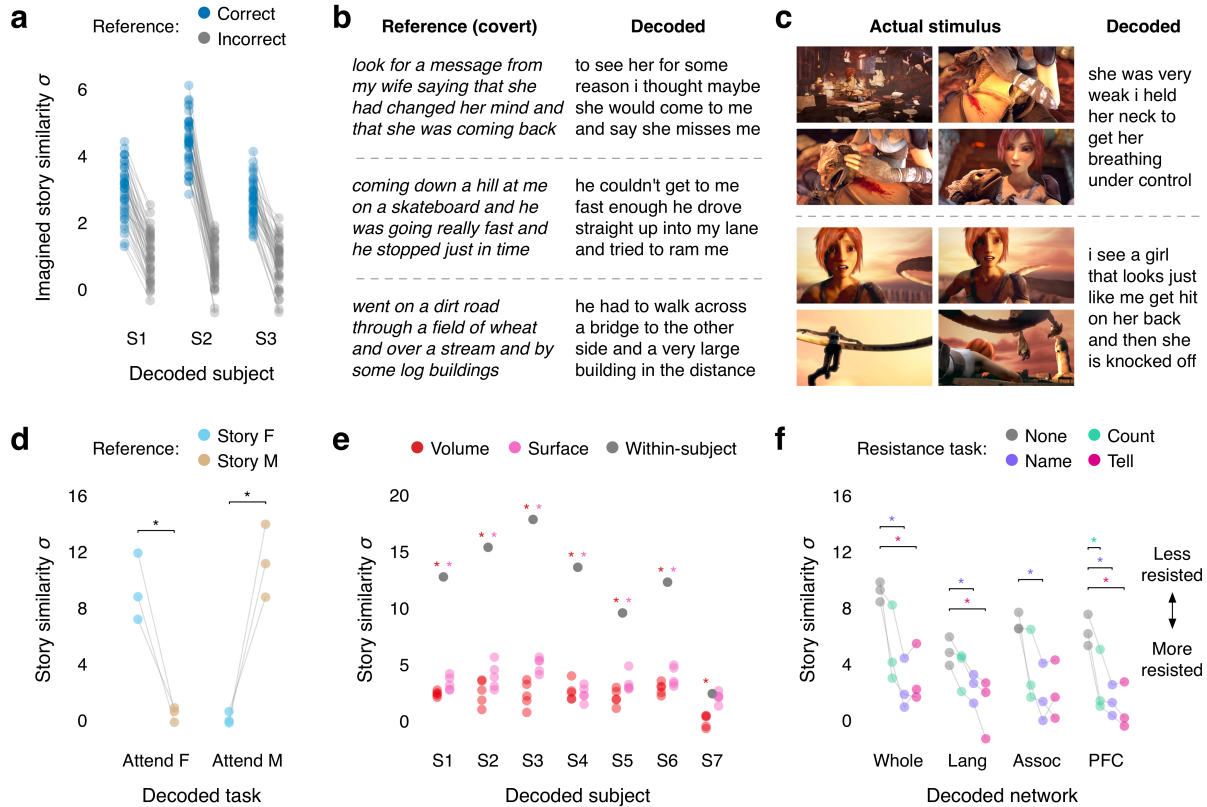 a
Reference:
Correct
Incorrect
Imagined story similarity σ
6
4
2
0
S1
S2
S3
Decoded subject
b
Reference (covert)
Decoded
look for a message from
my wife saying that she
had changed her mind and
that she was coming back
to see her for some
reason i thought maybe
she would come to me
and say she misses me
coming down a hill at me
on a skateboard and he
was going really fast and
he stopped just in time
he couldn't get to me
fast enough he drove
straight up into my lane
and tried to ram me
went on a dirt road
through a field of wheat
and over a stream and by
some log buildings
he had to walk across
a bridge to the other
side and a very large
building in the distance
c
Actual stimulus
Decoded
she was very
weak i held
her neck to
get her
breathing
under control
i see a girl
that looks just
like me get hit
on her back
and then she
is knocked off
d
Reference:
Story F
Story M
Story similarity σ
16
12
8
4
0
*
*
Attend F
Attend M
Decoded task
e
Volume
Surface
Within-subject
Story similarity σ
20
15
10
5
0
* *
* *
* *
* *
* *
* *
*
S1
S2
S3
S4
S5
S6
S7
Decoded subject
f
Resistance task:
None
Name
Count
Tell
Story similarity σ
16
12
8
4
0
*
*
*
*
*
*
*
*
Less
resisted
More
resisted
Whole
Lang
Assoc
PFC
Decoded network